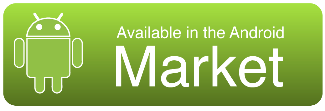 Available in the Android
Market